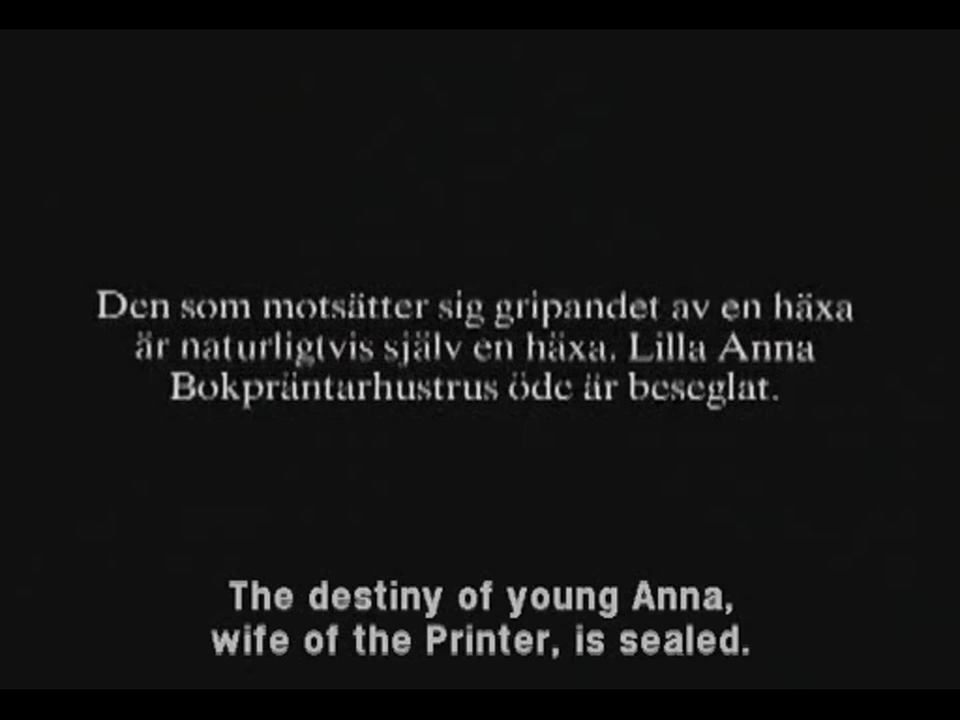 Den som motsätter sig gripandet av en häxa
är naturligtvis själv en häxa. Lilla Anna
Bokpräntarhustrus öde är beseglat.
The destiny of young Anna,
wife of the Printer, is sealed.